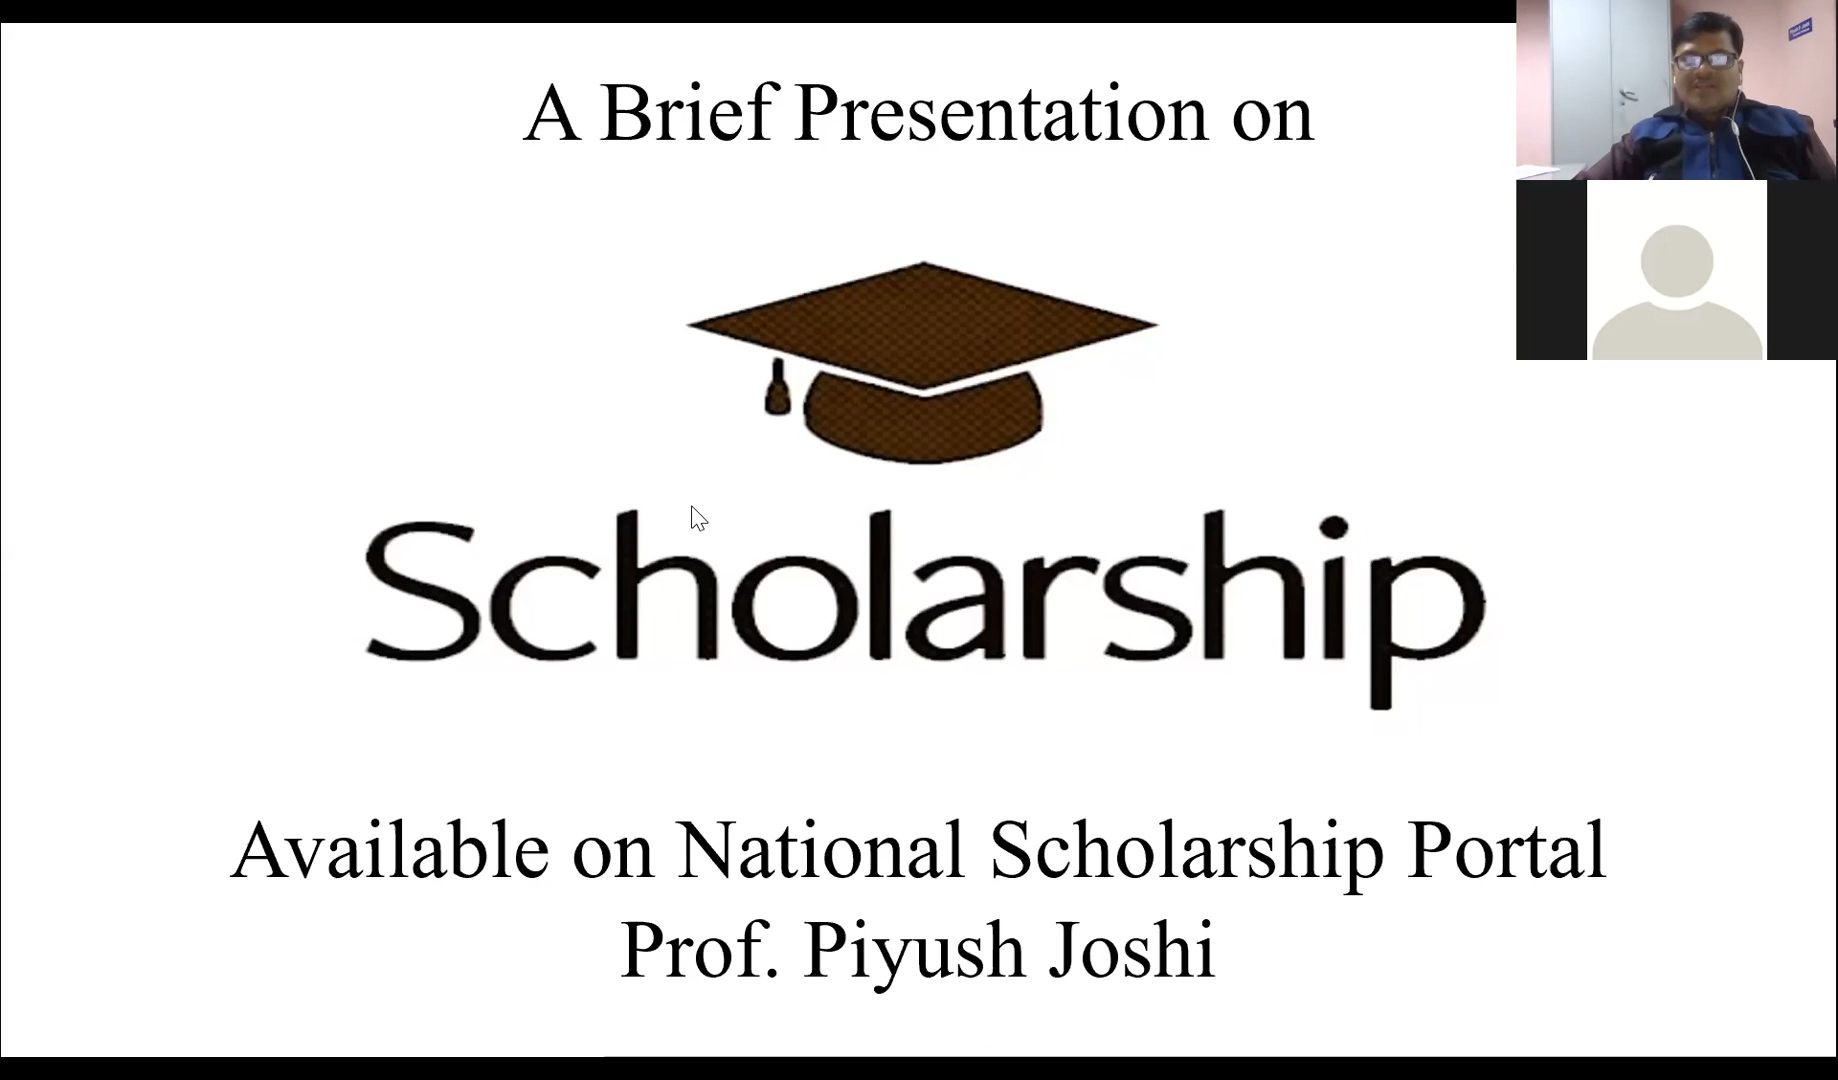 A Brief Presentation on
Scholarship
Available on National Scholarship Portal
Prof. Piyush Joshi